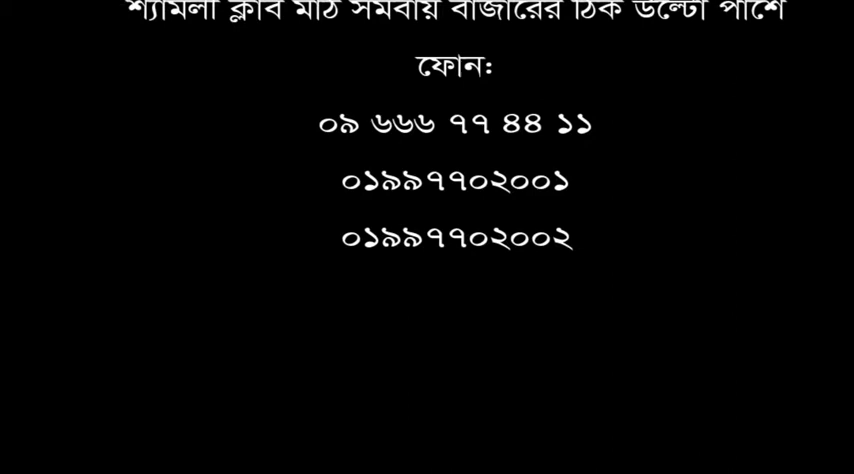 শ্যামলী ক্লাব মাঠ সমবায় বাজারের ঠিক উল্টো পাশে
ফোন:
০৯ ৬৬৬ ৭৭ ৪৪ ১১
০১৯৯৭৭০২০০১
০১৯৯৭৭০২০০২